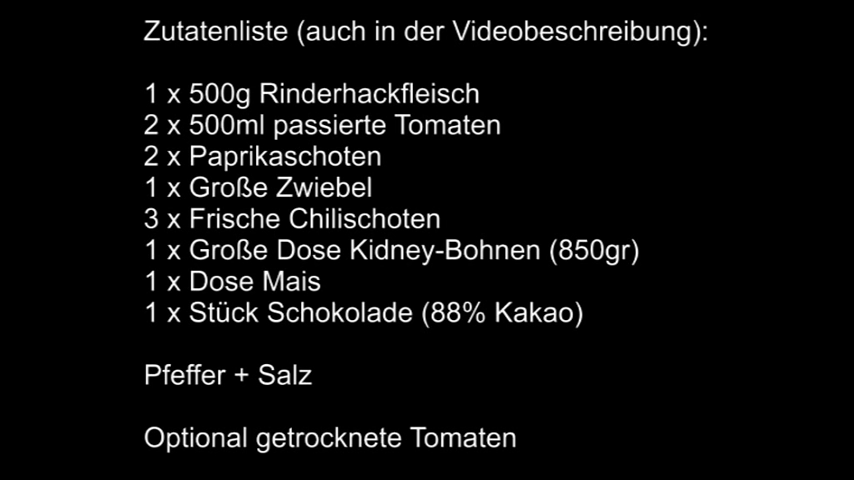 Zutatenliste (auch in der Videobeschreibung):
1 x 500g Rinderhackfleisch
2 x 500ml passierte Tomaten
2 x Paprikaschoten
1 x Große Zwiebel
3 x Frische Chilischoten
1 x Große Dose Kidney-Bohnen (850gr)
1 x Dose Mais
1 x Stück Schokolade (88% Kakao)
Pfeffer + Salz
Optional getrocknete Tomaten